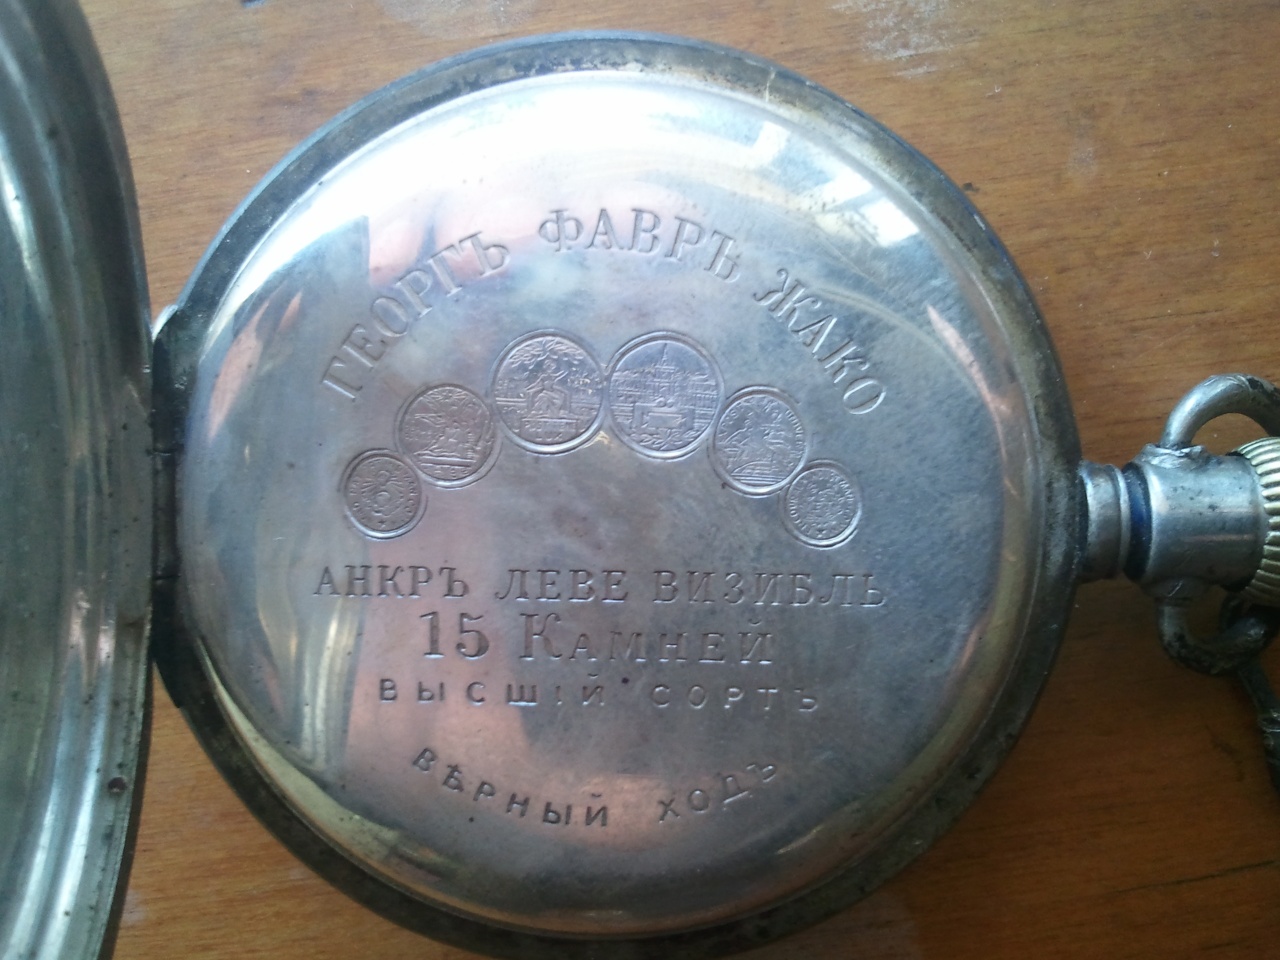 ГЕОРГЪ ФАВРЪ ЖАКО
АНКРЪ ЛЕВЕ ВИЗИБЛЬ
15 КАМНЕЙ
ВЫСШІЙ СОРТЪ
ВѢРНЫЙ ХОДЪ